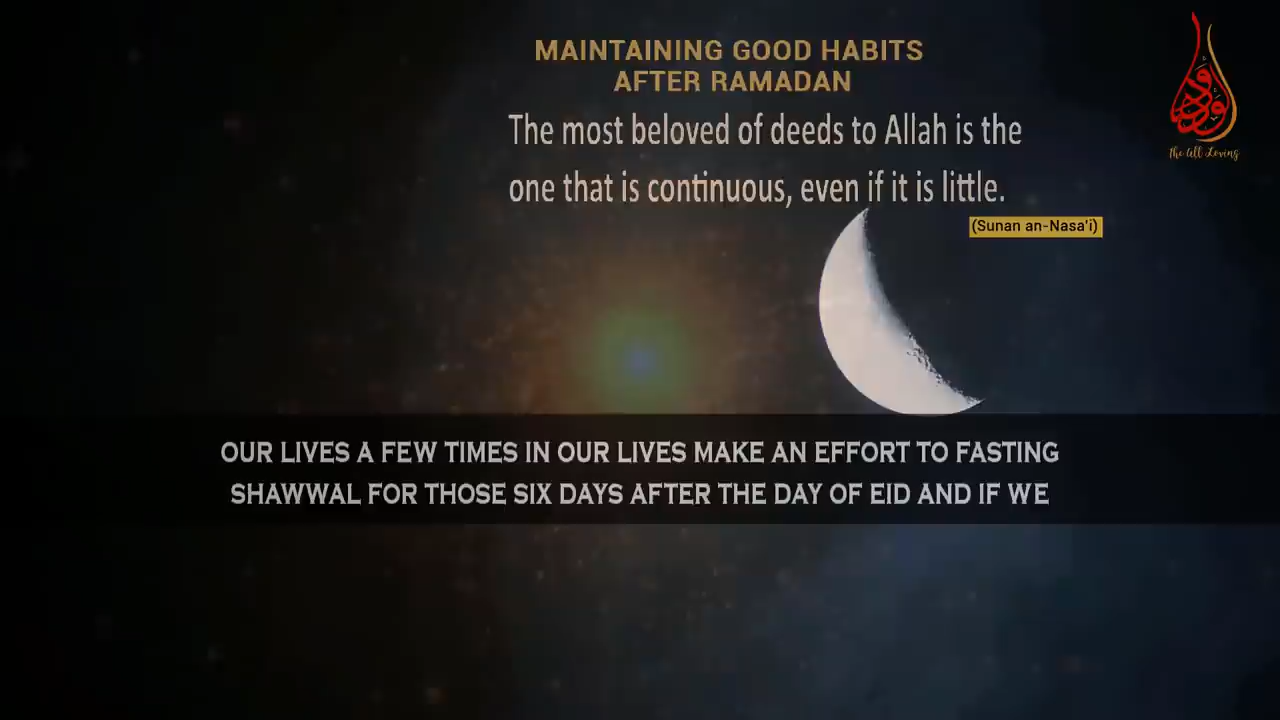 MAINTAINING GOOD HABITS
AFTER RAMADAN
The most beloved of deeds to Allah is the
one that is continuous, even if it is little.
(Sunan an-Nasa'i)
The All Loving
OUR LIVES A FEW TIMES IN OUR LIVES MAKE AN EFFORT TO FASTING
SHAWWAL FOR THOSE SIX DAYS AFTER THE DAY OF EID AND IF WE